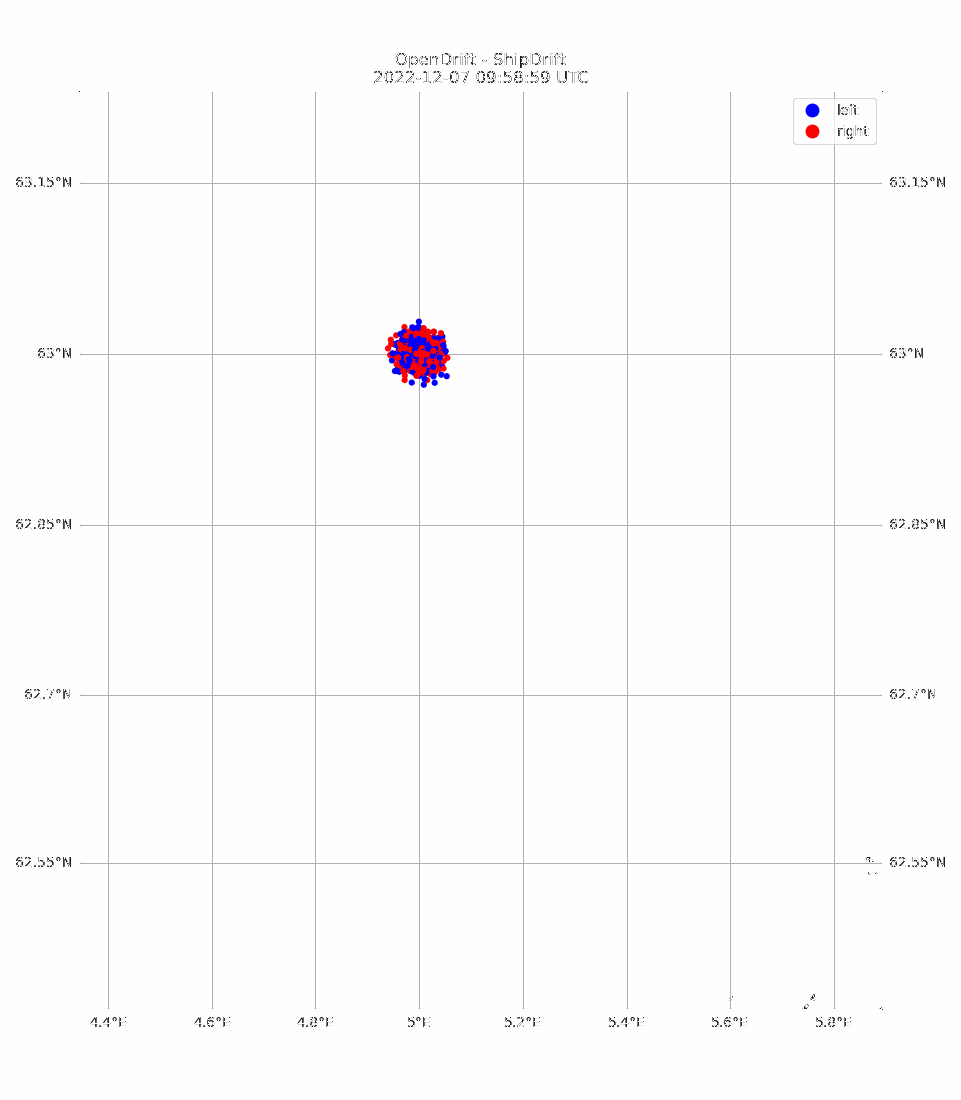 OpenDrift - ShipDrift
2022-12-07 09:58:59 UTC
left
right
63.15°N 63.15°N
63°N 63°N
62.85°N 62.85°N
62.7°N 62.7°N
62.55°N 62.55°N
4.4°E 4.6°E 4.8°E 5°E 5.2°E 5.4°E 5.6°E 5.8°E